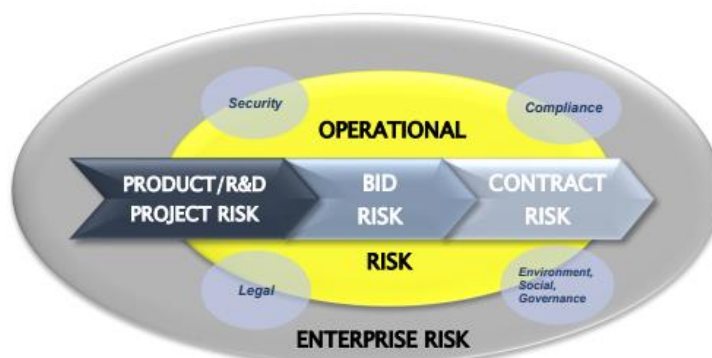 Security
Compliance
OPERATIONAL
PRODUCT/R&D
PROJECT RISK
BID
RISK
CONTRACT
RISK
RISK
Legal
Environment,
Social,
Governance
ENTERPRISE RISK